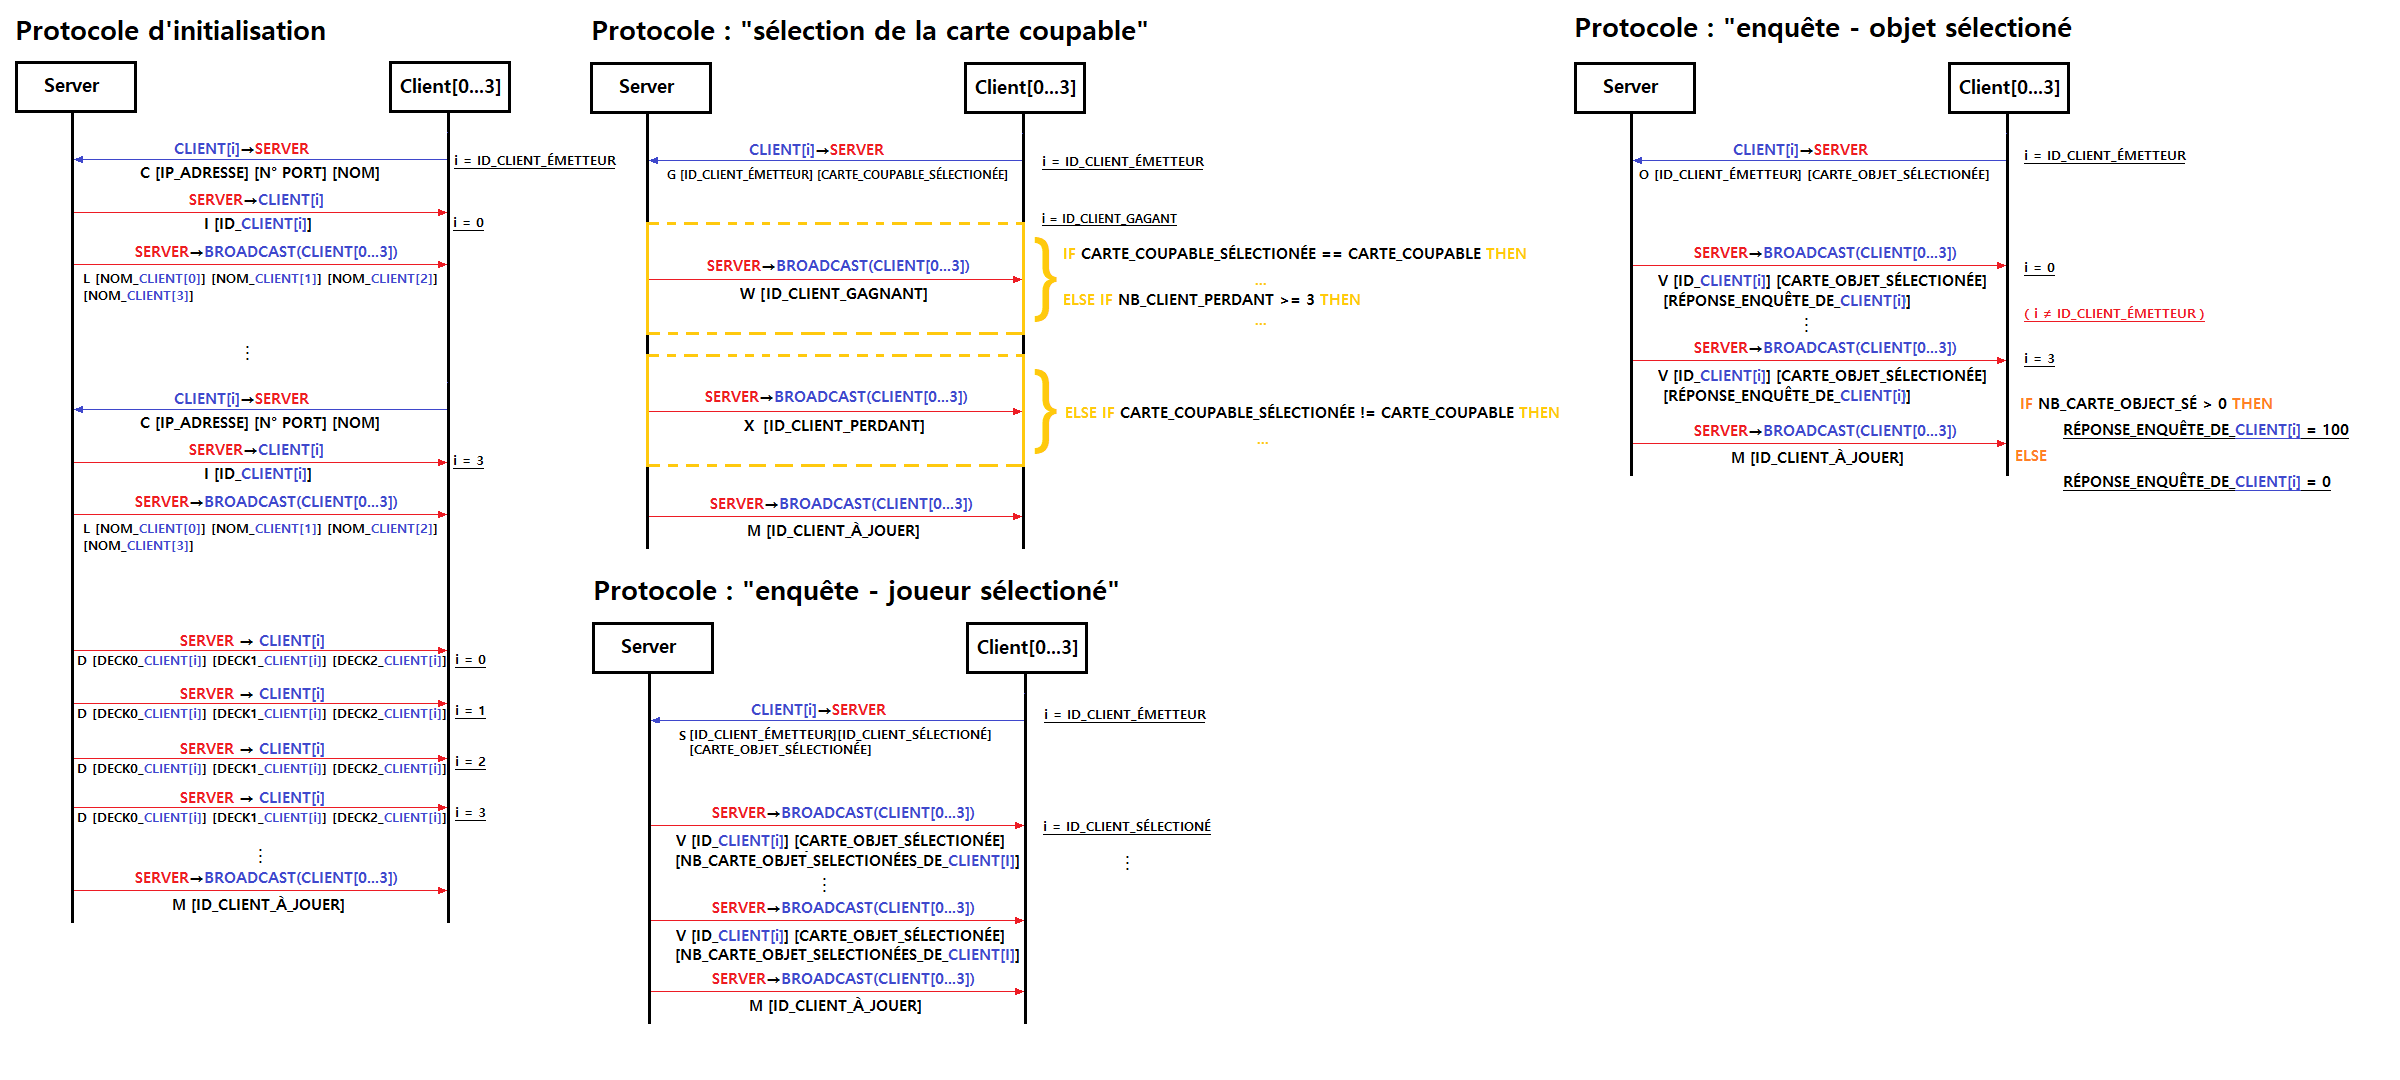 Protocole d'initialisation
Server
Client[0...3]
CLIENT[i]→SERVER
i = ID_CLIENT_ÉMETTEUR
C [IP_ADRESSE] [N° PORT] [NOM]
SERVER→CLIENT[i]
I [ID_CLIENT[i]]
i = 0
SERVER→BROADCAST(CLIENT[0...3])
L [NOM_CLIENT[0]] [NOM_CLIENT[1]] [NOM_CLIENT[2]]
[NOM_CLIENT[3]]
⋮
CLIENT[i]→SERVER
C [IP_ADRESSE] [N° PORT] [NOM]
SERVER→CLIENT[i]
i = 3
I [ID_CLIENT[i]]
SERVER→BROADCAST(CLIENT[0...3])
L [NOM_CLIENT[0]] [NOM_CLIENT[1]] [NOM_CLIENT[2]]
[NOM_CLIENT[3]]
SERVER → CLIENT[i]
D [DECK0_CLIENT[i]] [DECK1_CLIENT[i]] [DECK2_CLIENT[i]]
i = 0
SERVER → CLIENT[i]
D [DECK0_CLIENT[i]] [DECK1_CLIENT[i]] [DECK2_CLIENT[i]]
i = 1
SERVER → CLIENT[i]
D [DECK0_CLIENT[i]] [DECK1_CLIENT[i]] [DECK2_CLIENT[i]]
i = 2
SERVER → CLIENT[i]
D [DECK0_CLIENT[i]] [DECK1_CLIENT[i]] [DECK2_CLIENT[i]]
i = 3
⋮
SERVER→BROADCAST(CLIENT[0...3])
M [ID_CLIENT_À_JOUER]
Protocole : "sélection de la carte coupable"
Server
Client[0...3]
CLIENT[i]→SERVER
i = ID_CLIENT_ÉMETTEUR
G [ID_CLIENT_ÉMETTEUR] [CARTE_COUPABLE_SÉLECTIONÉE]
i = ID_CLIENT_GAGANT
IF CARTE_COUPABLE_SÉLECTIONÉE == CARTE_COUPABLE THEN
SERVER→BROADCAST(CLIENT[0...3])
...
W [ID_CLIENT_GAGNANT]
ELSE IF NB_CLIENT_PERDANT >= 3 THEN
...
SERVER→BROADCAST(CLIENT[0...3])
ELSE IF CARTE_COUPABLE_SÉLECTIONÉE != CARTE_COUPABLE THEN
X [ID_CLIENT_PERDANT]
...
SERVER→BROADCAST(CLIENT[0...3])
M [ID_CLIENT_À_JOUER]
Protocole : "enquête - joueur sélectioné"
Server
Client[0...3]
CLIENT[i]→SERVER
i = ID_CLIENT_ÉMETTEUR
S [ID_CLIENT_ÉMETTEUR][ID_CLIENT_SÉLECTIONÉ]
[CARTE_OBJET_SÉLECTIONÉE]
SERVER→BROADCAST(CLIENT[0...3])
i = ID_CLIENT_SÉLECTIONÉ
V [ID_CLIENT[i]] [CARTE_OBJET_SÉLECTIONÉE]
[NB_CARTE_OBJET_SELECTIONÉES_DE_CLIENT[I]]
⋮
⋮
SERVER→BROADCAST(CLIENT[0...3])
V [ID_CLIENT[i]] [CARTE_OBJET_SÉLECTIONÉE]
[NB_CARTE_OBJET_SELECTIONÉES_DE_CLIENT[I]]
SERVER→BROADCAST(CLIENT[0...3])
M [ID_CLIENT_À_JOUER]
Protocole : "enquête - objet sélectioné
Server
Client[0...3]
CLIENT[i]→SERVER
i = ID_CLIENT_ÉMETTEUR
O [ID_CLIENT_ÉMETTEUR] [CARTE_OBJET_SÉLECTIONÉE]
SERVER→BROADCAST(CLIENT[0...3])
i = 0
V [ID_CLIENT[i]] [CARTE_OBJET_SÉLECTIONÉE]
[RÉPONSE_ENQUÊTE_DE_CLIENT[i]]
( i ≠ ID_CLIENT_ÉMETTEUR )
⋮
SERVER→BROADCAST(CLIENT[0...3])
i = 3
V [ID_CLIENT[i]] [CARTE_OBJET_SÉLECTIONÉE]
[RÉPONSE_ENQUÊTE_DE_CLIENT[i]]
IF NB_CARTE_OBJECT_SÉ > 0 THEN
SERVER→BROADCAST(CLIENT[0...3])
RÉPONSE_ENQUÊTE_DE_CLIENT[i] = 100
M [ID_CLIENT_À_JOUER]
ELSE
RÉPONSE_ENQUÊTE_DE_CLIENT[i] = 0